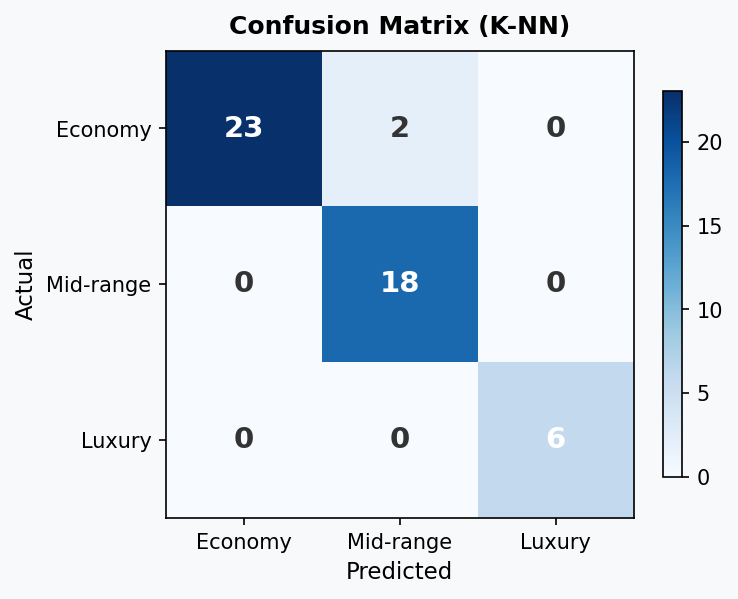 Confusion Matrix (K-NN)
Economy 23 2 0
20
15
Actual
Mid-range 0 18 0
10
5
Luxury 0 0 6
0
Economy Mid-range Luxury
Predicted